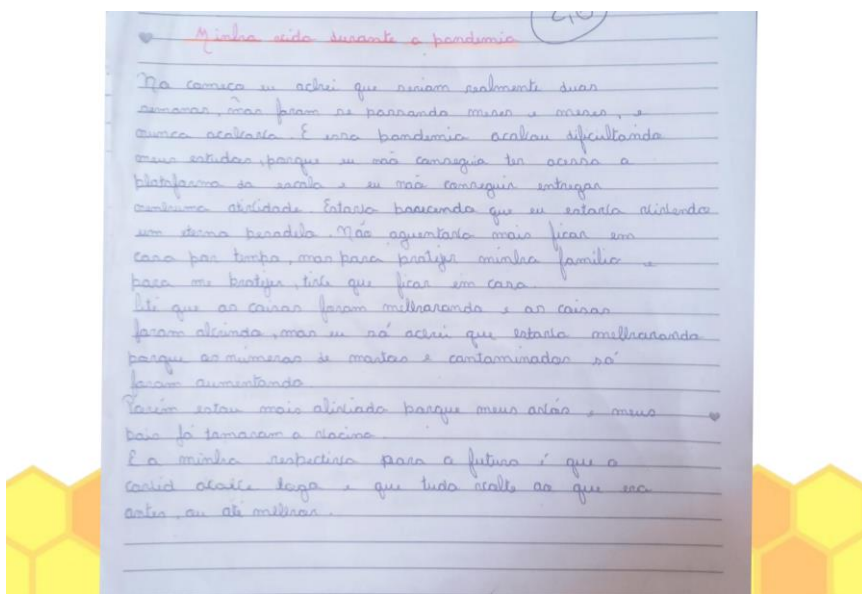 2,0
Minha vida durante a pandemia
No começo eu achei que seriam realmente duas
semanas, mas foram se passando meses e meses, e
nunca acabava. E essa pandemia acabou dificultando
meus estudos, porque eu não conseguia ter acesso a
plataforma da escola e eu não consegui entregar
nenhuma atividade. Estava parecendo que eu estava vivendo
um eterno pesadelo. Não aguentava mais ficar em
casa por tempo, mas para proteger minha família e
para me proteger, tive que ficar em casa.
Até que as coisas foram melhorando e as coisas
foram abrindo, mas eu só achei que estava melhorando
porque os números de mortos e contaminados só
foram aumentando.
Porém estou mais aliviado porque meus avós e meus
pais já tomaram a vacina.
E a minha respectiva para o futuro é que o
covid acabe logo e que tudo volte ao que era
antes, ou até melhor.